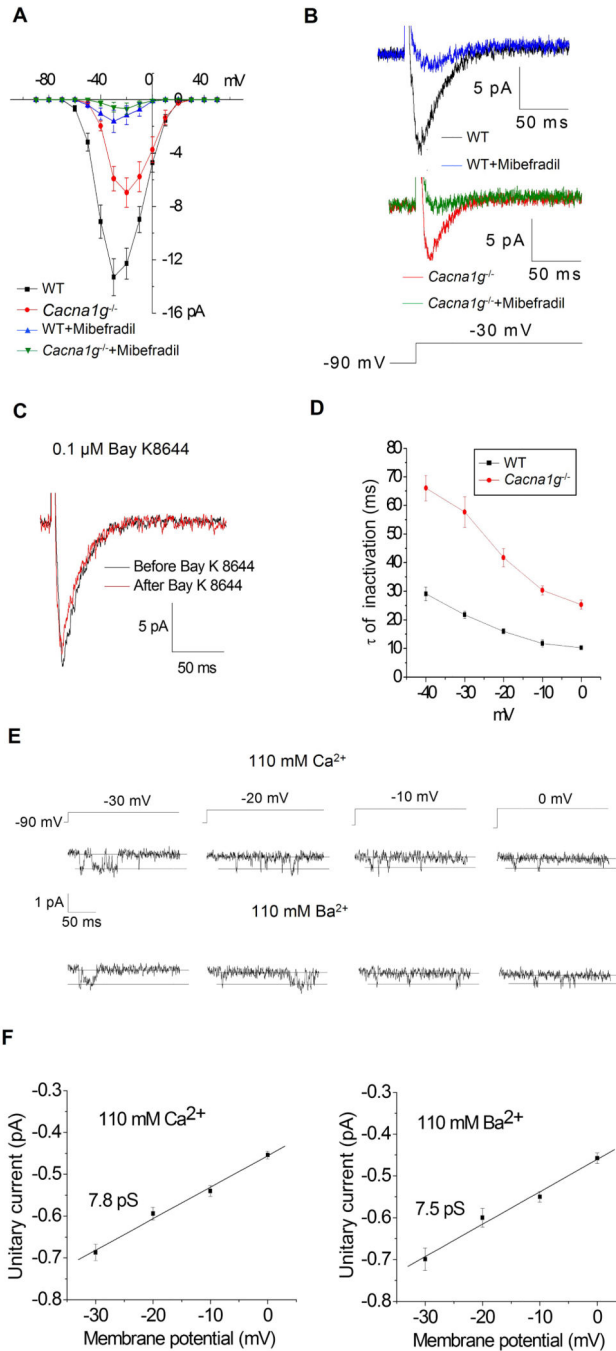 A
-80
-40
0
mV
-4
-8
-12
-16
pA
WT
Cacna1g-/-
WT+Mibefradil
Cacna1g-/-+Mibefradil
B
5 pA
50 ms
WT
WT+Mibefradil
5 pA
50 ms
Cacna1g-/-
Cacna1g-/-+Mibefradil
-30 mV
-90 mV
C
0.1 µM Bay K8644
Before Bay K 8644
After Bay K 8644
5 pA
50 ms
D
80
70
60
50
40
30
20
10
0
τ of inactivation (ms)
WT
Cacna1g-/-
-40
-30
-20
-10
0
mV
E
110 mM Ca2+
-30 mV
-20 mV
-10 mV
0 mV
-90 mV
1 pA
50 ms
110 mM Ba2+
F
-0.3
-0.4
-0.5
-0.6
-0.7
-0.8
Unitary current (pA)
110 mM Ca2+
7.8 pS
-30
-20
-10
0
Membrane potential (mV)
-0.3
-0.4
-0.5
-0.6
-0.7
-0.8
Unitary current (pA)
110 mM Ba2+
7.5 pS
-30
-20
-10
0
Membrane potential (mV)